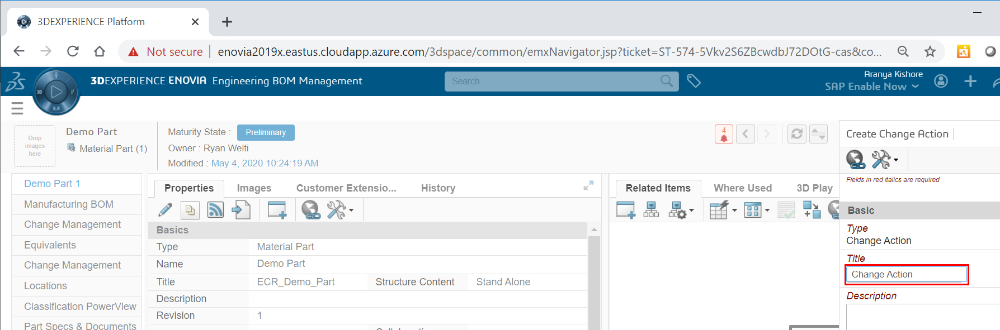 3DEXPERIENCE Platform
Not secure
enovia2019x.eastus.cloudapp.azure.com/3dspace/common/emxNavigator.jsp?ticket=ST-574-5Vkv2S6ZBcwdbJ72DOtG-cas&co...
3DEXPERIENCE ENOVIA Engineering BOM Management
Search
Aranya Kishore
SAP Enable Now
3D
V.R
Drop
images
here
Demo Part
Material Part (1)
Maturity State :
Preliminary
Owner : Ryan Welti
Modified : May 4, 2020 10:24:19 AM
4
Demo Part 1
Manufacturing BOM
Change Management
Equivalents
Change Management
Locations
Classification PowerView
Part Specs & Documents
Properties
Images
Customer Extensio...
History
Basics
Type
Material Part
Name
Demo Part
Title
ECR_Demo_Part
Structure Content
Stand Alone
Description
Revision
1
Related Items
Where Used
3D Play
Create Change Action
Fields in red italics are required
Basic
Type
Change Action
Title
Change Action
Description